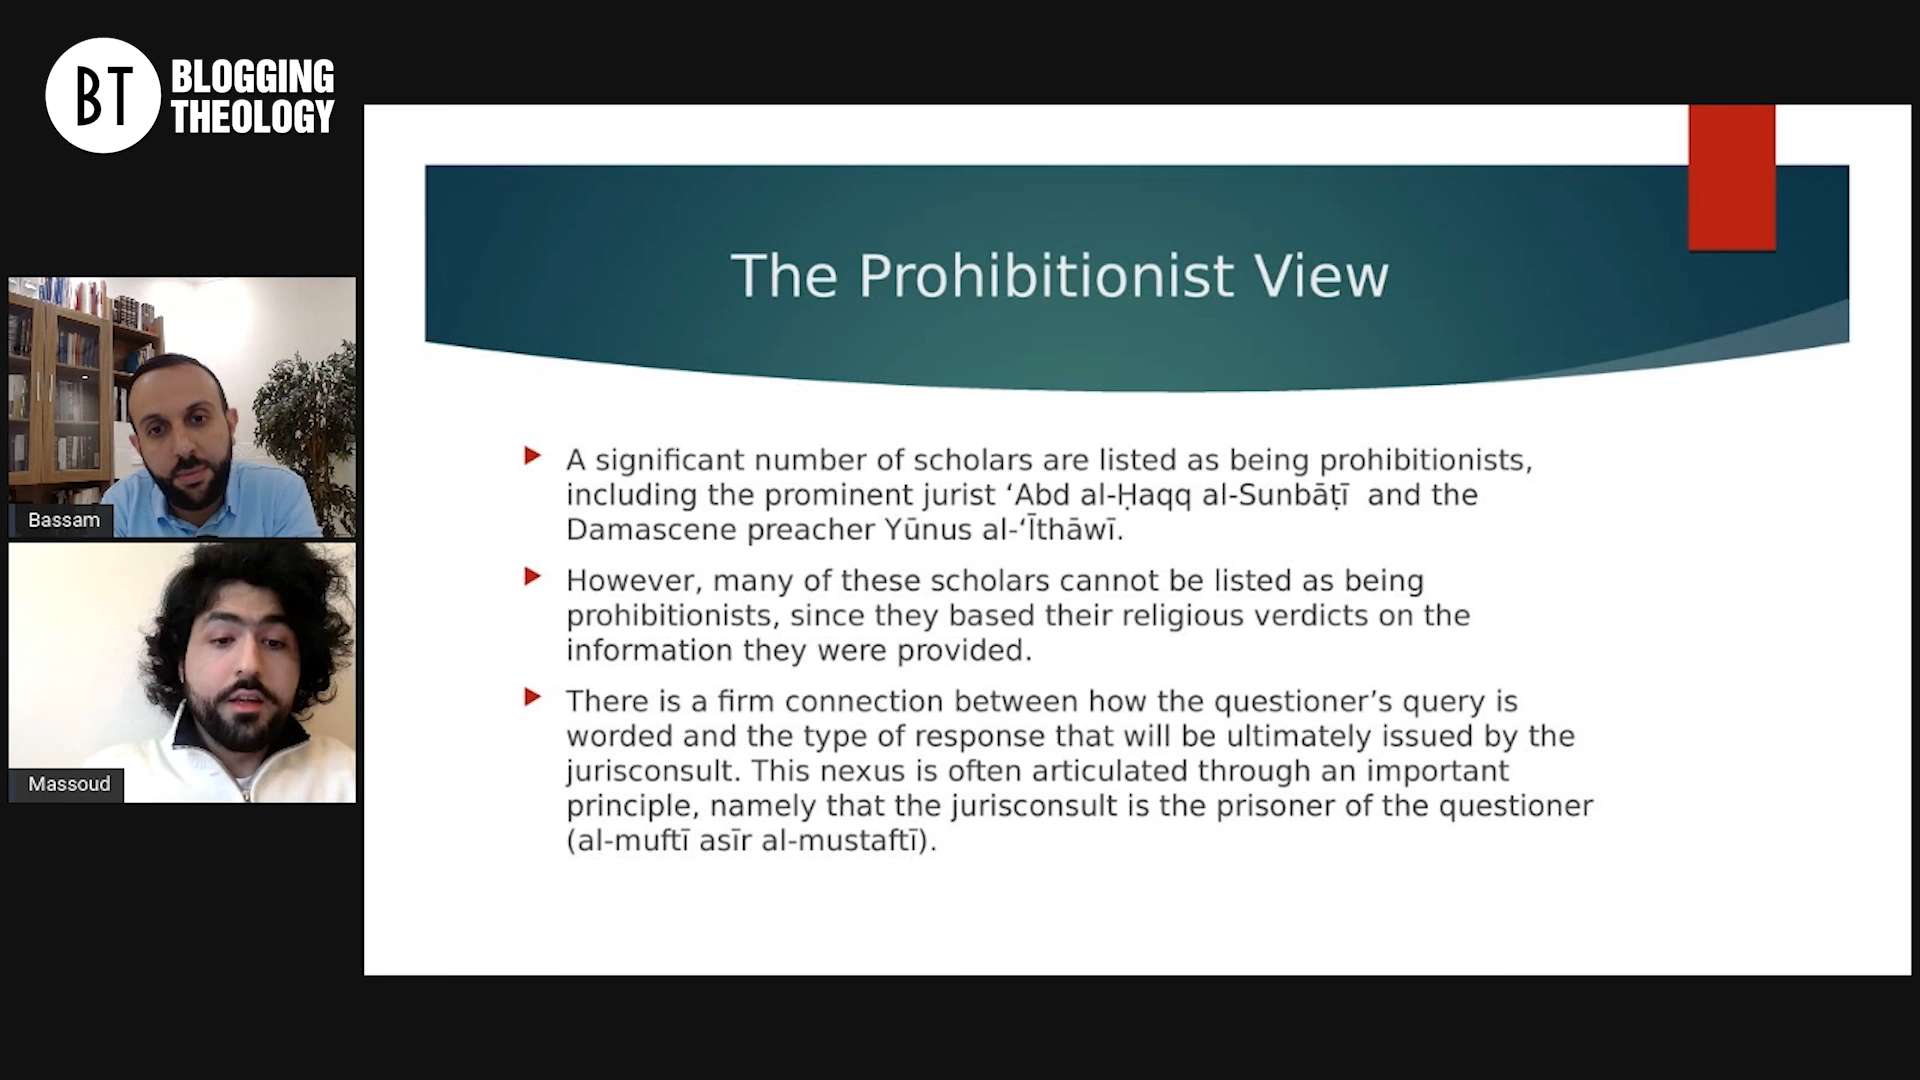 BT
BLOGGING
THEOLOGY
The Prohibitionist View
A significant number of scholars are listed as being prohibitionists,
including the prominent jurist ‘Abd al-Ḥaqq al-Sunbāṭī and the
Damascene preacher Yūnus al-‘Īthāwī.
However, many of these scholars cannot be listed as being
prohibitionists, since they based their religious verdicts on the
information they were provided.
There is a firm connection between how the questioner’s query is
worded and the type of response that will be ultimately issued by the
jurisconsult. This nexus is often articulated through an important
principle, namely that the jurisconsult is the prisoner of the questioner
(al-muftī asīr al-mustaftī).
Bassam
Massoud